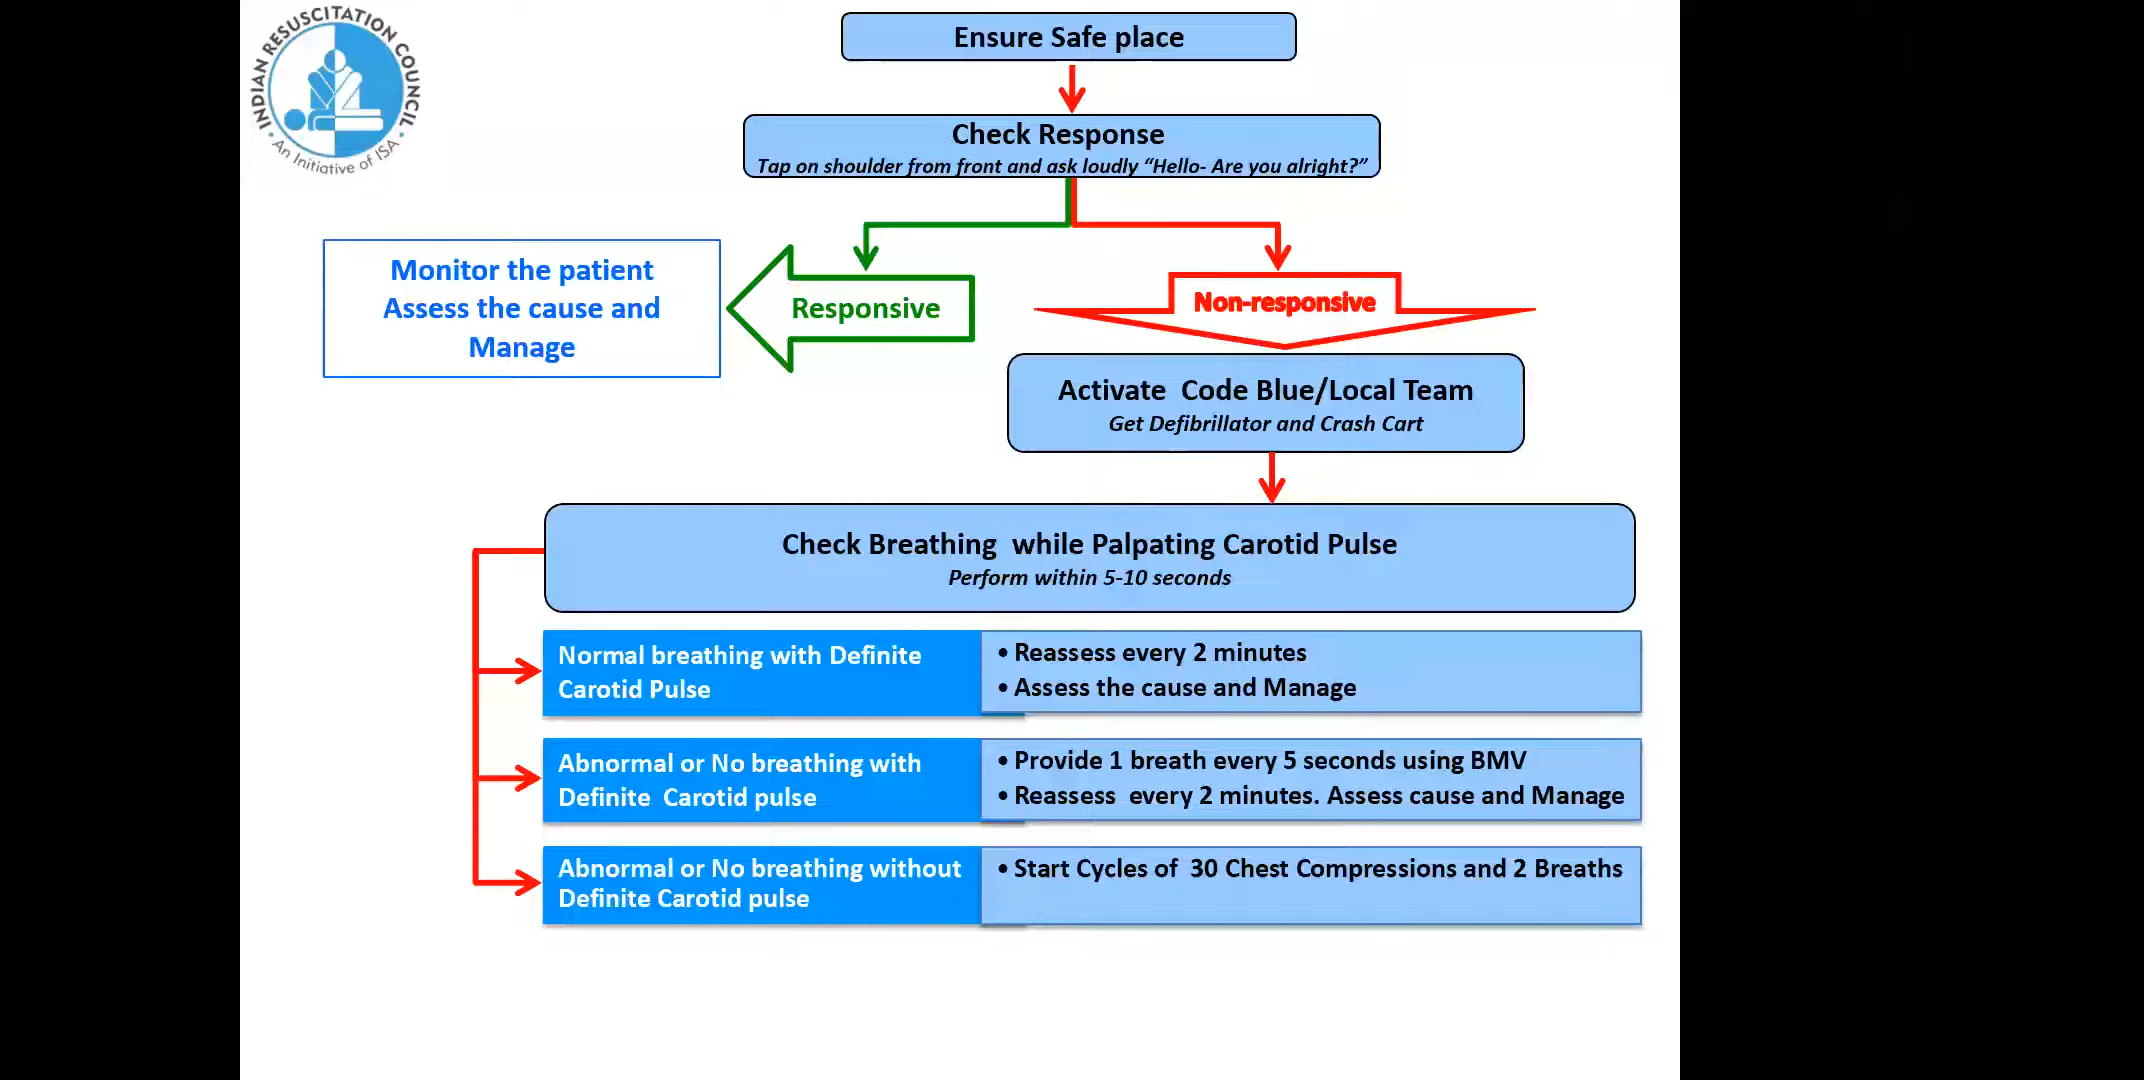 INDIAN RESUSCITATION COUNCIL
An Initiative of ISA
Ensure Safe place
Check Response
Tap on shoulder from front and ask loudly “Hello- Are you alright?”
Monitor the patient
Assess the cause and
Manage
Responsive
Non-responsive
Activate Code Blue/Local Team
Get Defibrillator and Crash Cart
Check Breathing while Palpating Carotid Pulse
Perform within 5-10 seconds
Normal breathing with Definite
Carotid Pulse
• Reassess every 2 minutes
• Assess the cause and Manage
Abnormal or No breathing with
Definite Carotid pulse
• Provide 1 breath every 5 seconds using BMV
• Reassess every 2 minutes. Assess cause and Manage
Abnormal or No breathing without
Definite Carotid pulse
• Start Cycles of 30 Chest Compressions and 2 Breaths